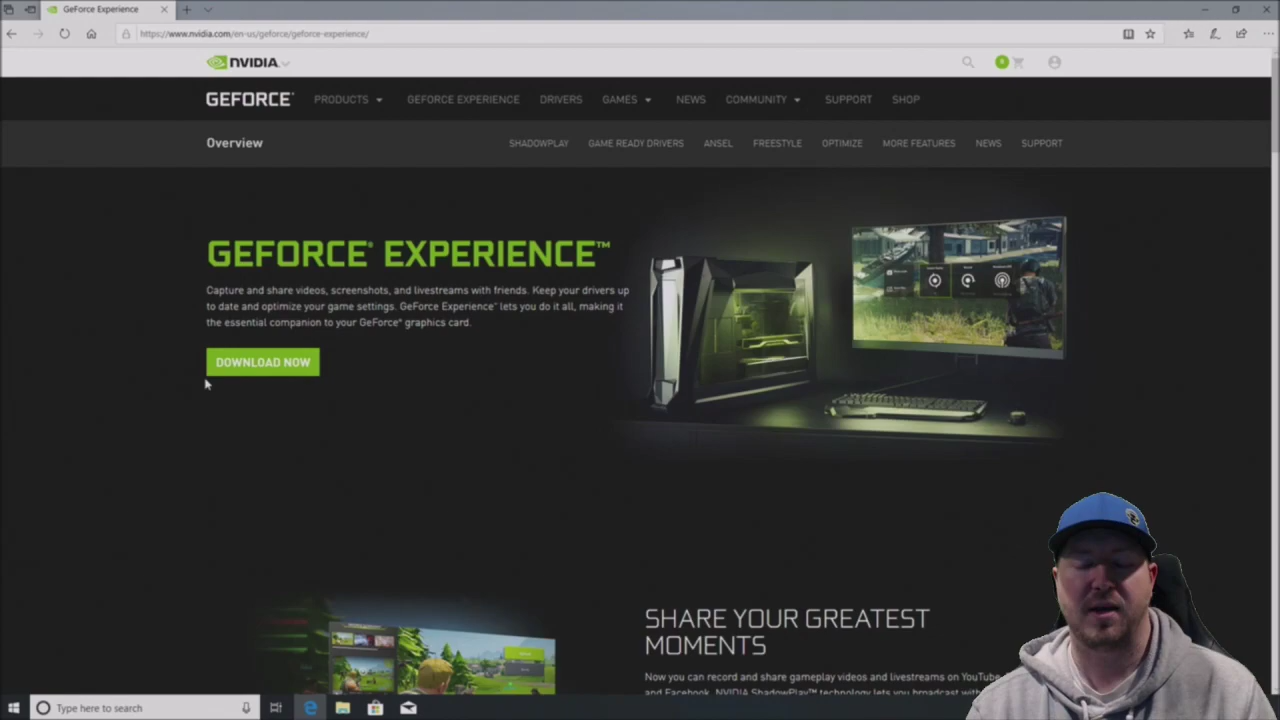 GeForce Experience
https://www.nvidia.com/en-us/geforce/geforce-experience/
NVIDIA
0
GEFORCE® PRODUCTS GEFORCE EXPERIENCE DRIVERS GAMES NEWS COMMUNITY SUPPORT SHOP
Overview SHADOWPLAY GAME READY DRIVERS ANSEL FREESTYLE OPTIMIZE MORE FEATURES NEWS SUPPORT
GEFORCE® EXPERIENCE™
Capture and share videos, screenshots, and livestreams with friends. Keep your drivers up
to date and optimize your game settings. GeForce Experience™ lets you do it all, making it
the essential companion to your GeForce® graphics card.
DOWNLOAD NOW
SHARE YOUR GREATEST
MOMENTS
Now you can record and share gameplay videos and livestreams on YouTube
and Facebook. NVIDIA ShadowPlay™ technology lets you broadcast with
Type here to search